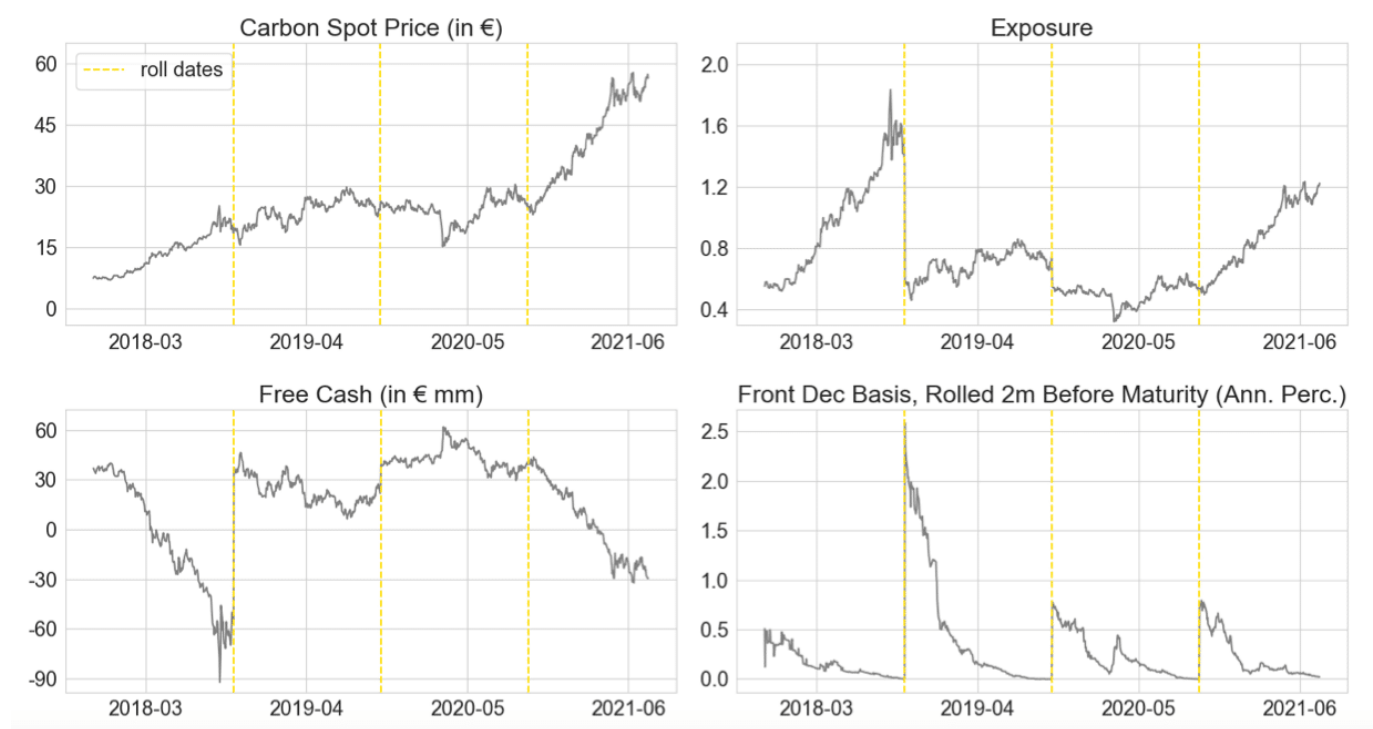 Carbon Spot Price (in €)
roll dates
60
45
30
15
0
2018-03 2019-04 2020-05 2021-06
Exposure
2.0
1.6
1.2
0.8
0.4
2018-03 2019-04 2020-05 2021-06
Free Cash (in € mm)
60
30
0
-30
-60
-90
2018-03 2019-04 2020-05 2021-06
Front Dec Basis, Rolled 2m Before Maturity (Ann. Perc.)
2.5
2.0
1.5
1.0
0.5
0.0
2018-03 2019-04 2020-05 2021-06